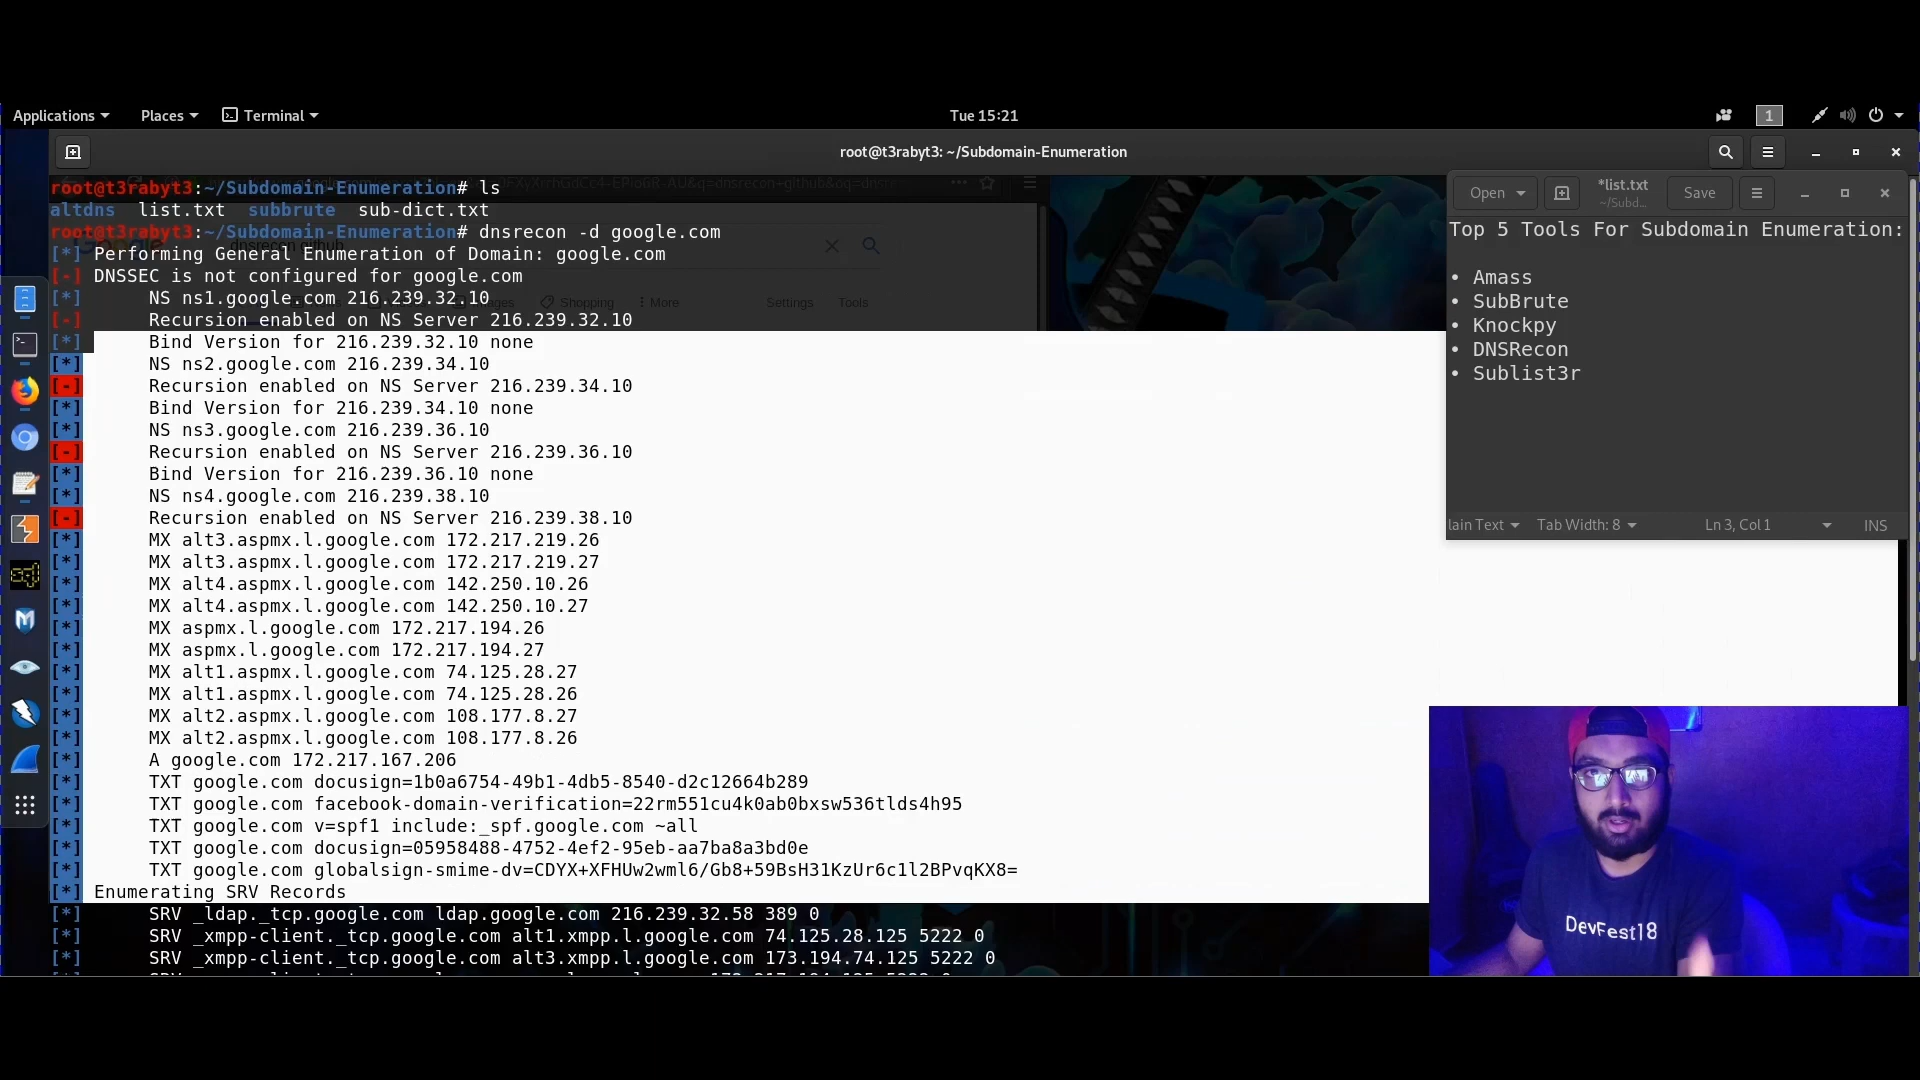 Applications
Places
Terminal
Tue 15:21
1
root@t3rabyt3: ~/Subdomain-Enumeration
root@t3rabyt3:~/Subdomain-Enumeration# ls
altdns list.txt subbrute sub-dict.txt
root@t3rabyt3:~/Subdomain-Enumeration# dnsrecon -d google.com
[*] Performing General Enumeration of Domain: google.com
[-] DNSSEC is not configured for google.com
[*] NS ns1.google.com 216.239.32.10
Shopping
More
Settings
Tools
[-] Recursion enabled on NS Server 216.239.32.10
[*] Bind Version for 216.239.32.10 none
[*] NS ns2.google.com 216.239.34.10
[-] Recursion enabled on NS Server 216.239.34.10
[*] Bind Version for 216.239.34.10 none
[*] NS ns3.google.com 216.239.36.10
[-] Recursion enabled on NS Server 216.239.36.10
[*] Bind Version for 216.239.36.10 none
[*] NS ns4.google.com 216.239.38.10
[-] Recursion enabled on NS Server 216.239.38.10
[*] MX alt3.aspmx.l.google.com 172.217.219.26
[*] MX alt3.aspmx.l.google.com 172.217.219.27
[*] MX alt4.aspmx.l.google.com 142.250.10.26
[*] MX alt4.aspmx.l.google.com 142.250.10.27
[*] MX aspmx.l.google.com 172.217.194.26
[*] MX aspmx.l.google.com 172.217.194.27
[*] MX alt1.aspmx.l.google.com 74.125.28.27
[*] MX alt1.aspmx.l.google.com 74.125.28.26
[*] MX alt2.aspmx.l.google.com 108.177.8.27
[*] MX alt2.aspmx.l.google.com 108.177.8.26
[*] A google.com 172.217.167.206
[*] TXT google.com docusign=1b0a6754-49b1-4db5-8540-d2c12664b289
[*] TXT google.com facebook-domain-verification=22rm551cu4k0ab0bxsw536tlds4h95
[*] TXT google.com v=spf1 include:_spf.google.com ~all
[*] TXT google.com docusign=05958488-4752-4ef2-95eb-aa7ba8a3bd0e
[*] TXT google.com globalsign-smime-dv=CDYX+XFHUw2wml6/Gb8+59BsH31KzUr6c1l2BPvqKX8=
[*] Enumerating SRV Records
[*] SRV _ldap._tcp.google.com ldap.google.com 216.239.32.58 389 0
[*] SRV _xmpp-client._tcp.google.com alt1.xmpp.l.google.com 74.125.28.125 5222 0
[*] SRV _xmpp-client._tcp.google.com alt3.xmpp.l.google.com 173.194.74.125 5222 0
Open
*list.txt
~/Subd...
Save
Top 5 Tools For Subdomain Enumeration:
• Amass
• SubBrute
• Knockpy
• DNSRecon
• Sublist3r
lain Text
Tab Width: 8
Ln 3, Col 1
INS
DevFest18